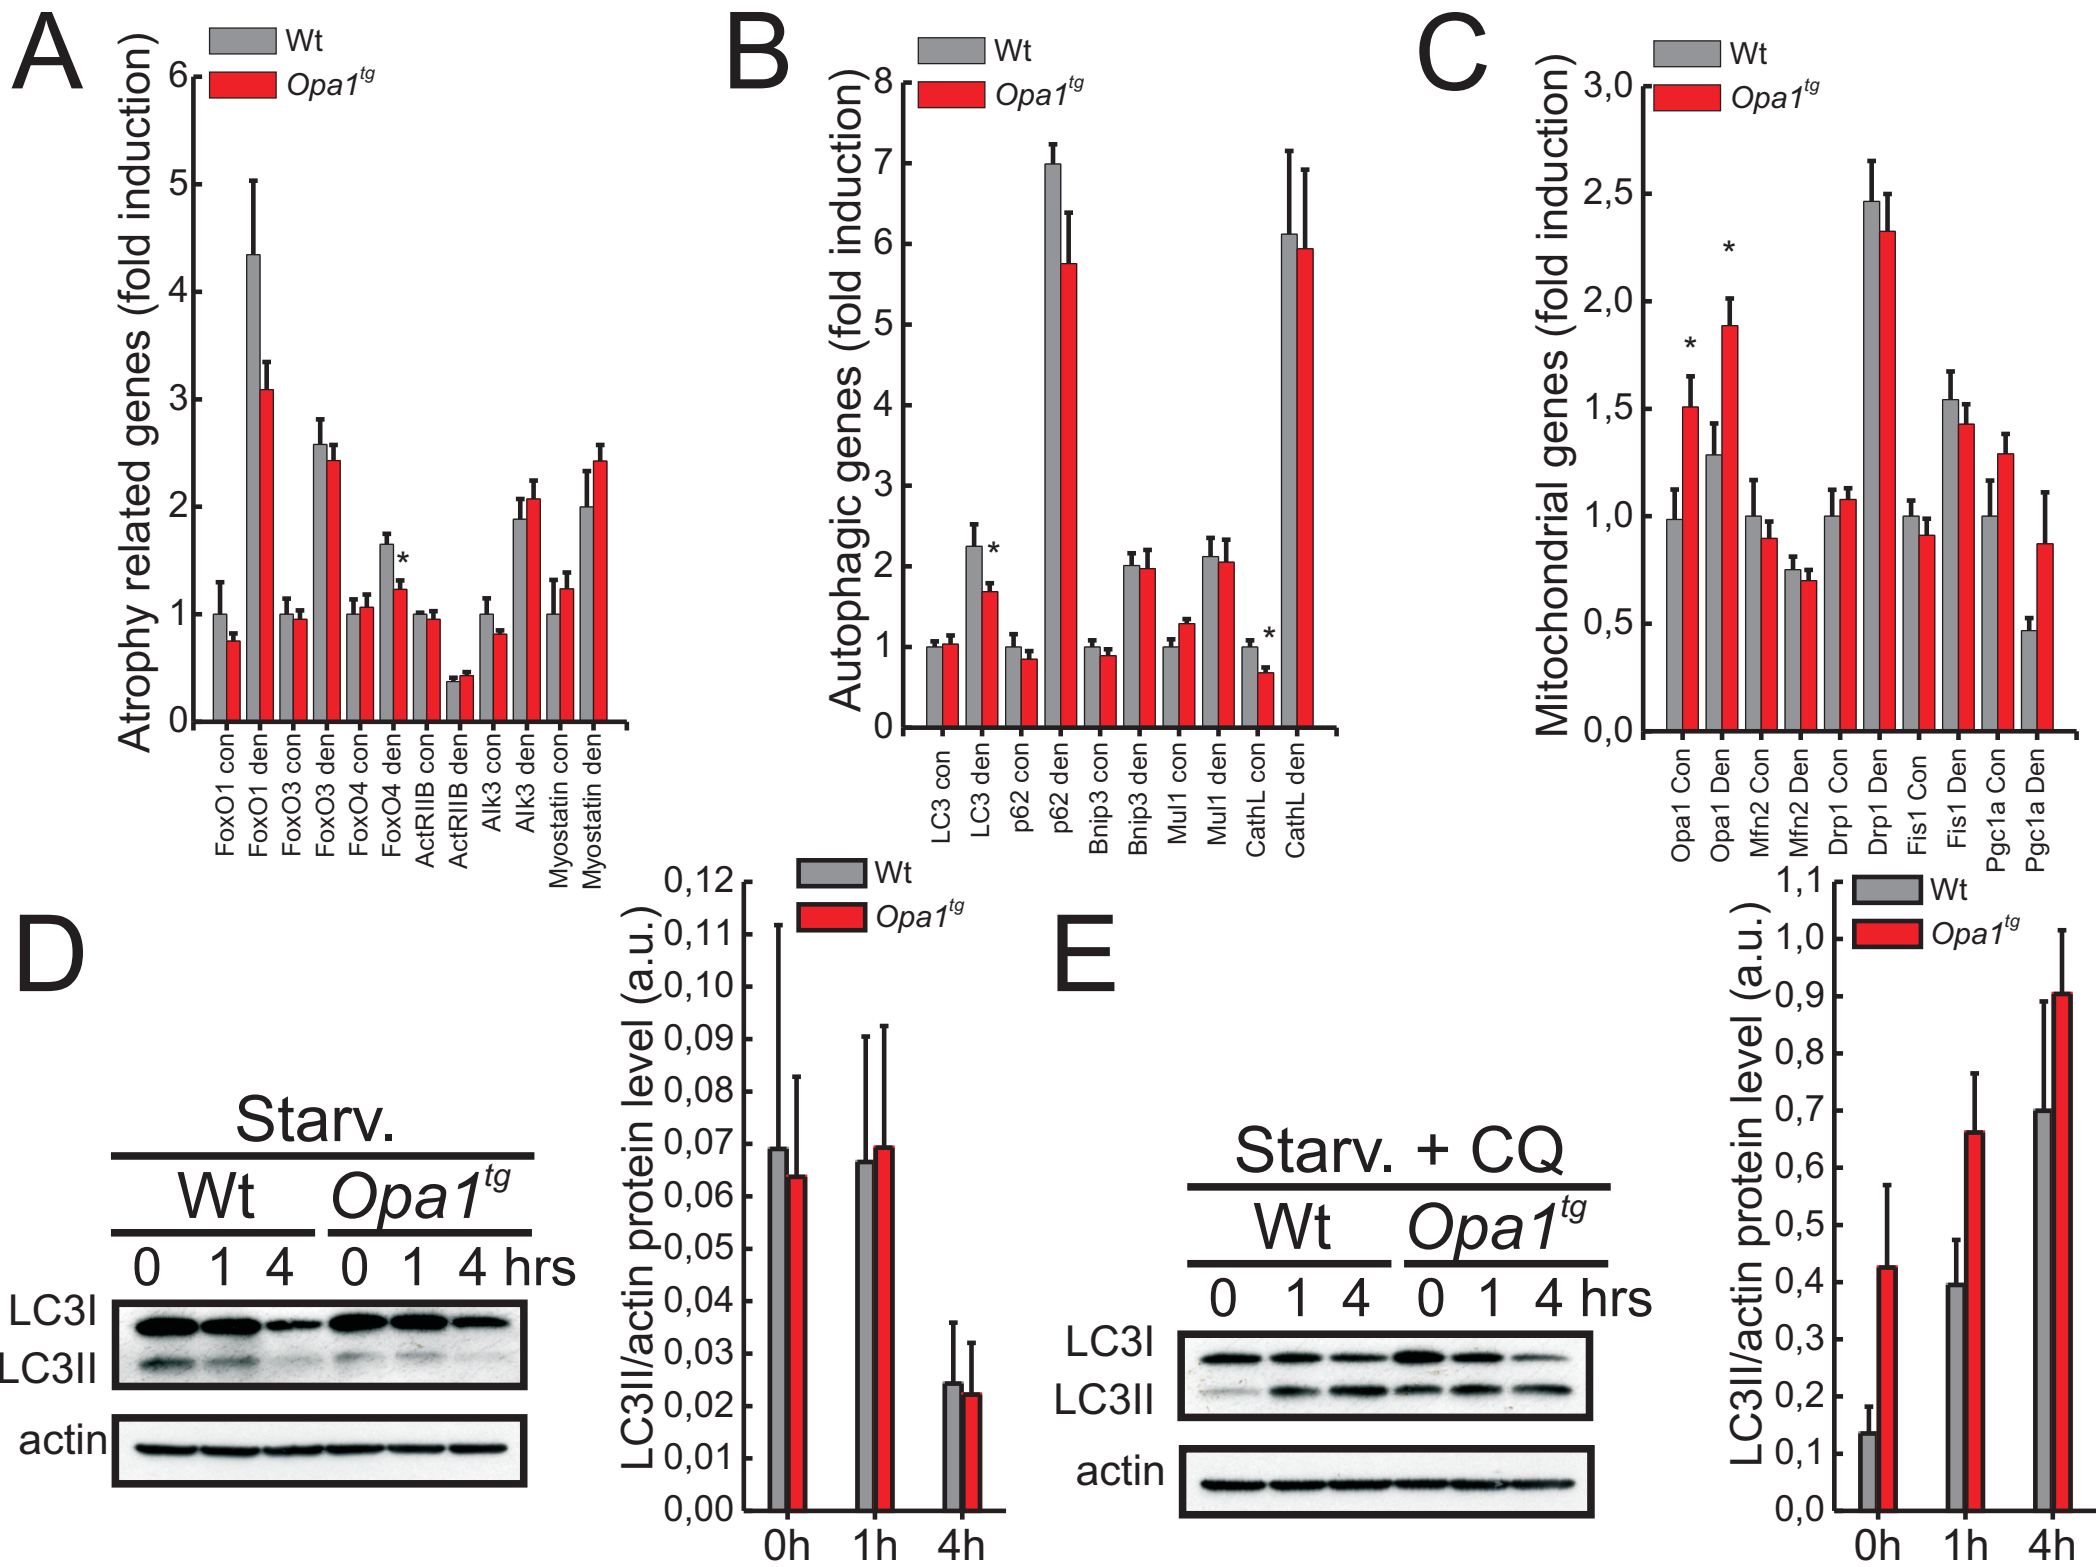 A
Wt
Opa1tg
Atrophy related genes (fold induction)
6
5
4
3
2
1
0
FoxO1 con
FoxO1 den
FoxO3 con
FoxO3 den
FoxO4 con
FoxO4 den
ActRIIB con
ActRIIB den
Alk3 con
Alk3 den
Myostatin con
Myostatin den
*
B
Wt
Opa1tg
Autophagic genes (fold induction)
8
7
6
5
4
3
2
1
0
LC3 con
LC3 den
p62 con
p62 den
Bnip3 con
Bnip3 den
Mul1 con
Mul1 den
CathL con
CathL den
*
*
C
Wt
Opa1tg
Mitochondrial genes (fold induction)
3,0
2,5
2,0
1,5
1,0
0,5
0,0
Opa1 Con
Opa1 Den
Mfn2 Con
Mfn2 Den
Drp1 Con
Drp1 Den
Fis1 Con
Fis1 Den
Pgc1a Con
Pgc1a Den
*
*
D
Starv.
Wt Opa1tg
0 1 4 0 1 4 hrs
LC3I
LC3II
actin
Wt
Opa1tg
LC3II/actin protein level (a.u.)
0,12
0,11
0,10
0,09
0,08
0,07
0,06
0,05
0,04
0,03
0,02
0,01
0,00
0h 1h 4h
E
Starv. + CQ
Wt Opa1tg
0 1 4 0 1 4 hrs
LC3I
LC3II
actin
Wt
Opa1tg
LC3II/actin protein level (a.u.)
1,1
1,0
0,9
0,8
0,7
0,6
0,5
0,4
0,3
0,2
0,1
0,0
0h 1h 4h